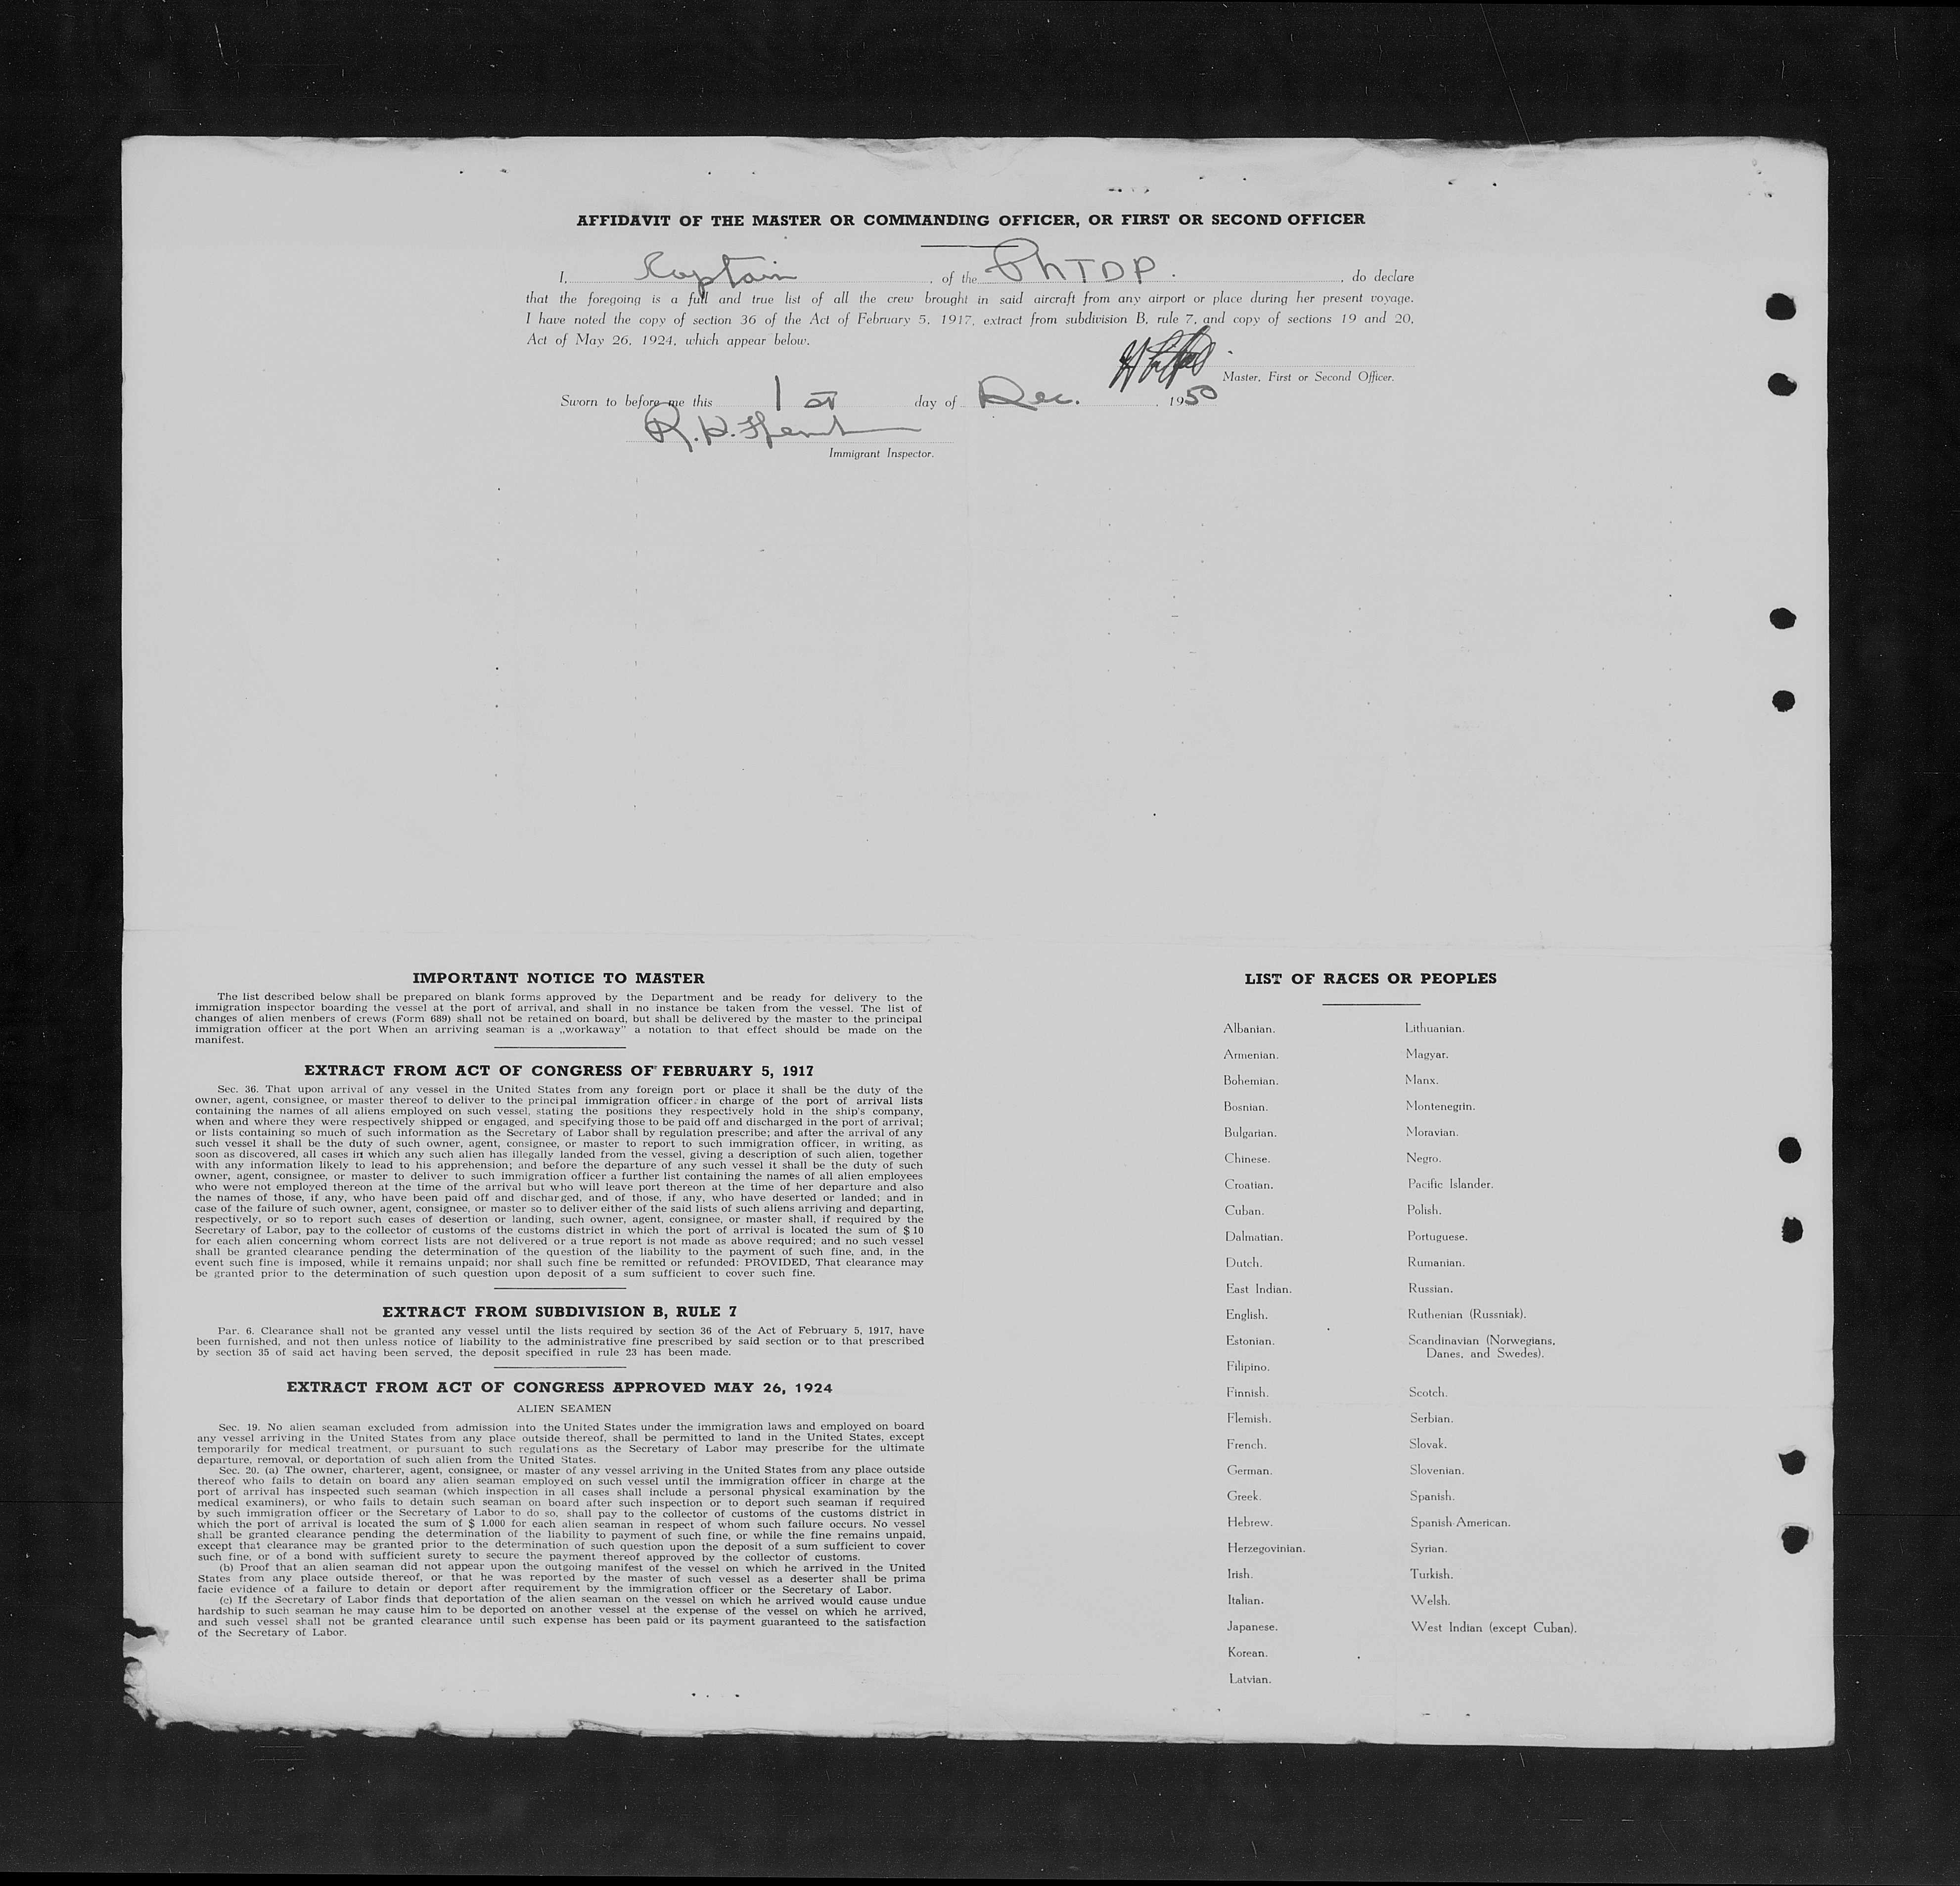 AFFIDAVIT OF THE MASTER OR COMMANDING OFFICER, OR FIRST OR SECOND OFFICER
I, Captain, of the PhTDP., do declare
that the foregoing is a full and true list of all the crew brought in said aircraft from any airport or place during her present voyage.
I have noted the copy of section 36 of the Act of February 5, 1917, extract from subdivision B, rule 7, and copy of sections 19 and 20,
Act of May 26, 1924, which appear below.
Master, First or Second Officer.
Sworn to before me this 1st day of Dec., 1950
R.
Immigrant Inspector.
IMPORTANT NOTICE TO MASTER
The list described below shall be prepared on blank forms approved by the Department and be ready for delivery to the
immigration inspector boarding the vessel at the port of arrival, and shall in no instance be taken from the vessel. The list of
changes of alien menbers of crews (Form 689) shall not be retained on board, but shall be delivered by the master to the principal
immigration officer at the port When an arriving seaman is a „workaway" a notation to that effect should be made on the
manifest.
EXTRACT FROM ACT OF CONGRESS OF FEBRUARY 5, 1917
Sec. 36. That upon arrival of any vessel in the United States from any foreign port or place it shall be the duty of the
owner, agent, consignee, or master thereof to deliver to the principal immigration officer in charge of the port of arrival lists
containing the names of all aliens employed on such vessel, stating the positions they respectively hold in the ship's company,
when and where they were respectively shipped or engaged, and specifying those to be paid off and discharged in the port of arrival;
or lists containing so much of such information as the Secretary of Labor shall by regulation prescribe; and after the arrival of any
such vessel it shall be the duty of such owner, agent, consignee, or master to report to such immigration officer, in writing, as
soon as discovered, all cases in which any such alien has illegally landed from the vessel, giving a description of such alien, together
with any information likely to lead to his apprehension; and before the departure of any such vessel it shall be the duty of such
owner, agent, consignee, or master to deliver to such immigration officer a further list containing the names of all alien employees
who were not employed thereon at the time of the arrival but who will leave port thereon at the time of her departure and also
the names of those, if any, who have been paid off and discharged, and of those, if any, who have deserted or landed; and in
case of the failure of such owner, agent, consignee, or master so to deliver either of the said lists of such aliens arriving and departing,
respectively, or so to report such cases of desertion or landing, such owner, agent, consignee, or master shall, if required by the
Secretary of Labor, pay to the collector of customs of the customs district in which the port of arrival is located the sum of $ 10
for each alien concerning whom correct lists are not delivered or a true report is not made as above required; and no such vessel
shall be granted clearance pending the determination of the question of the liability to the payment of such fine, and, in the
event such fine is imposed, while it remains unpaid; nor shall such fine be remitted or refunded: PROVIDED, That clearance may
be granted prior to the determination of such question upon deposit of a sum sufficient to cover such fine.
EXTRACT FROM SUBDIVISION B, RULE 7
Par. 6. Clearance shall not be granted any vessel until the lists required by section 36 of the Act of February 5, 1917, have
been furnished, and not then unless notice of liability to the administrative fine prescribed by said section or to that prescribed
by section 35 of said act having been served, the deposit specified in rule 23 has been made.
EXTRACT FROM ACT OF CONGRESS APPROVED MAY 26, 1924
ALIEN SEAMEN
Sec. 19. No alien seaman excluded from admission into the United States under the immigration laws and employed on board
any vessel arriving in the United States from any place outside thereof, shall be permitted to land in the United States, except
temporarily for medical treatment, or pursuant to such regulations as the Secretary of Labor may prescribe for the ultimate
departure, removal, or deportation of such alien from the United States.
Sec. 20. (a) The owner, charterer, agent, consignee, or master of any vessel arriving in the United States from any place outside
thereof who fails to detain on board any alien seaman employed on such vessel until the immigration officer in charge at the
port of arrival has inspected such seaman (which inspection in all cases shall include a personal physical examination by the
medical examiners), or who fails to detain such seaman on board after such inspection or to deport such seaman if required
by such immigration officer or the Secretary of Labor to do so, shall pay to the collector of customs of the customs district in
which the port of arrival is located the sum of $ 1.000 for each alien seaman in respect of whom such failure occurs. No vessel
shall be granted clearance pending the determination of the liability to payment of such fine, or while the fine remains unpaid,
except that clearance may be granted prior to the determination of such question upon the deposit of a sum sufficient to cover
such fine, or of a bond with sufficient surety to secure the payment thereof approved by the collector of customs.
(b) Proof that an alien seaman did not appear upon the outgoing manifest of the vessel on which he arrived in the United
States from any place outside thereof, or that he was reported by the master of such vessel as a deserter shall be prima
facie evidence of a failure to detain or deport after requirement by the immigration officer or the Secretary of Labor.
(c) If the Secretary of Labor finds that deportation of the alien seaman on the vessel on which he arrived would cause undue
hardship to such seaman he may cause him to be deported on another vessel at the expense of the vessel on which he arrived,
and such vessel shall not be granted clearance until such expense has been paid or its payment guaranteed to the satisfaction
of the Secretary of Labor.
LIST OF RACES OR PEOPLES
Albanian.
Armenian.
Bohemian.
Bosnian.
Bulgarian.
Chinese.
Croatian.
Cuban.
Dalmatian.
Dutch.
East Indian.
English.
Estonian.
Filipino.
Finnish.
Flemish.
French.
German.
Greek.
Hebrew.
Herzegovinian.
Irish.
Italian.
Japanese.
Korean.
Latvian.
Lithuanian.
Magyar.
Manx.
Montenegrin.
Moravian.
Negro.
Pacific Islander.
Polish.
Portuguese.
Rumanian.
Russian.
Ruthenian (Russniak).
Scandinavian (Norwegians,
Danes, and Swedes).
Scotch.
Serbian.
Slovak.
Slovenian.
Spanish.
Spanish-American.
Syrian.
Turkish.
Welsh.
West Indian (except Cuban).